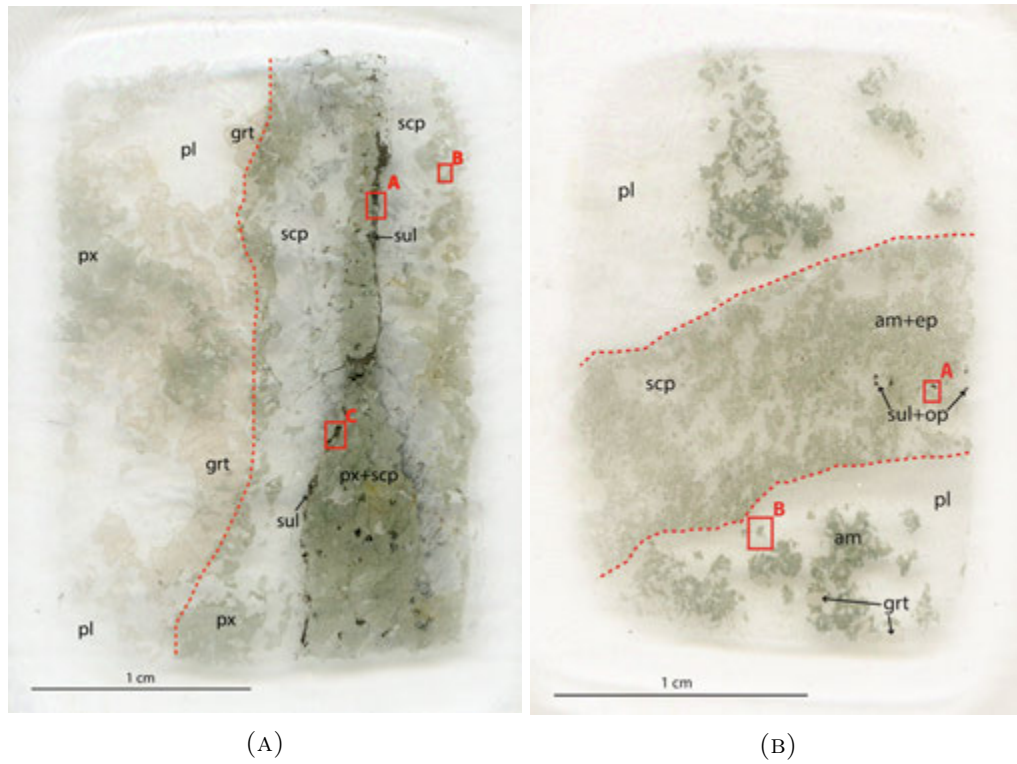 scp
grt
pl
B
A
scp
sul
px
C
grt
px+scp
sul
px
pl
1 cm
(A)
pl
am+ep
scp
A
sul+op
pl
B
am
grt
1 cm
(B)